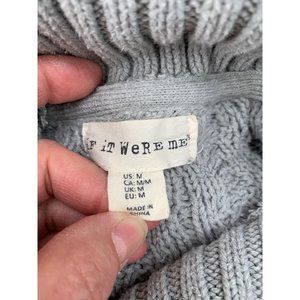 iF iT WeRE mE
US: M
CA: M/M
UK: M
EU: M
MADE IN
CHINA